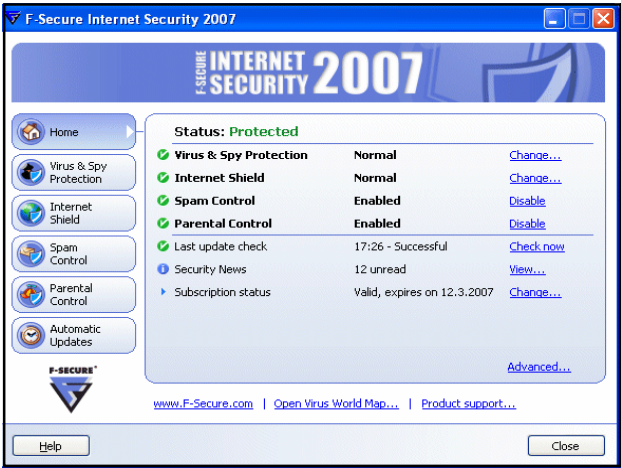 F-Secure Internet Security 2007
F-SECURE INTERNET SECURITY 2007
Home
Virus & Spy
Protection
Internet
Shield
Spam
Control
Parental
Control
Automatic
Updates
F-SECURE®
Status: Protected
Virus & Spy Protection Normal Change...
Internet Shield Normal Change...
Spam Control Enabled Disable
Parental Control Enabled Disable
Last update check 17:26 - Successful Check now
Security News 12 unread View...
Subscription status Valid, expires on 12.3.2007 Change...
Advanced...
www.F-Secure.com | Open Virus World Map... | Product support...
Help Close